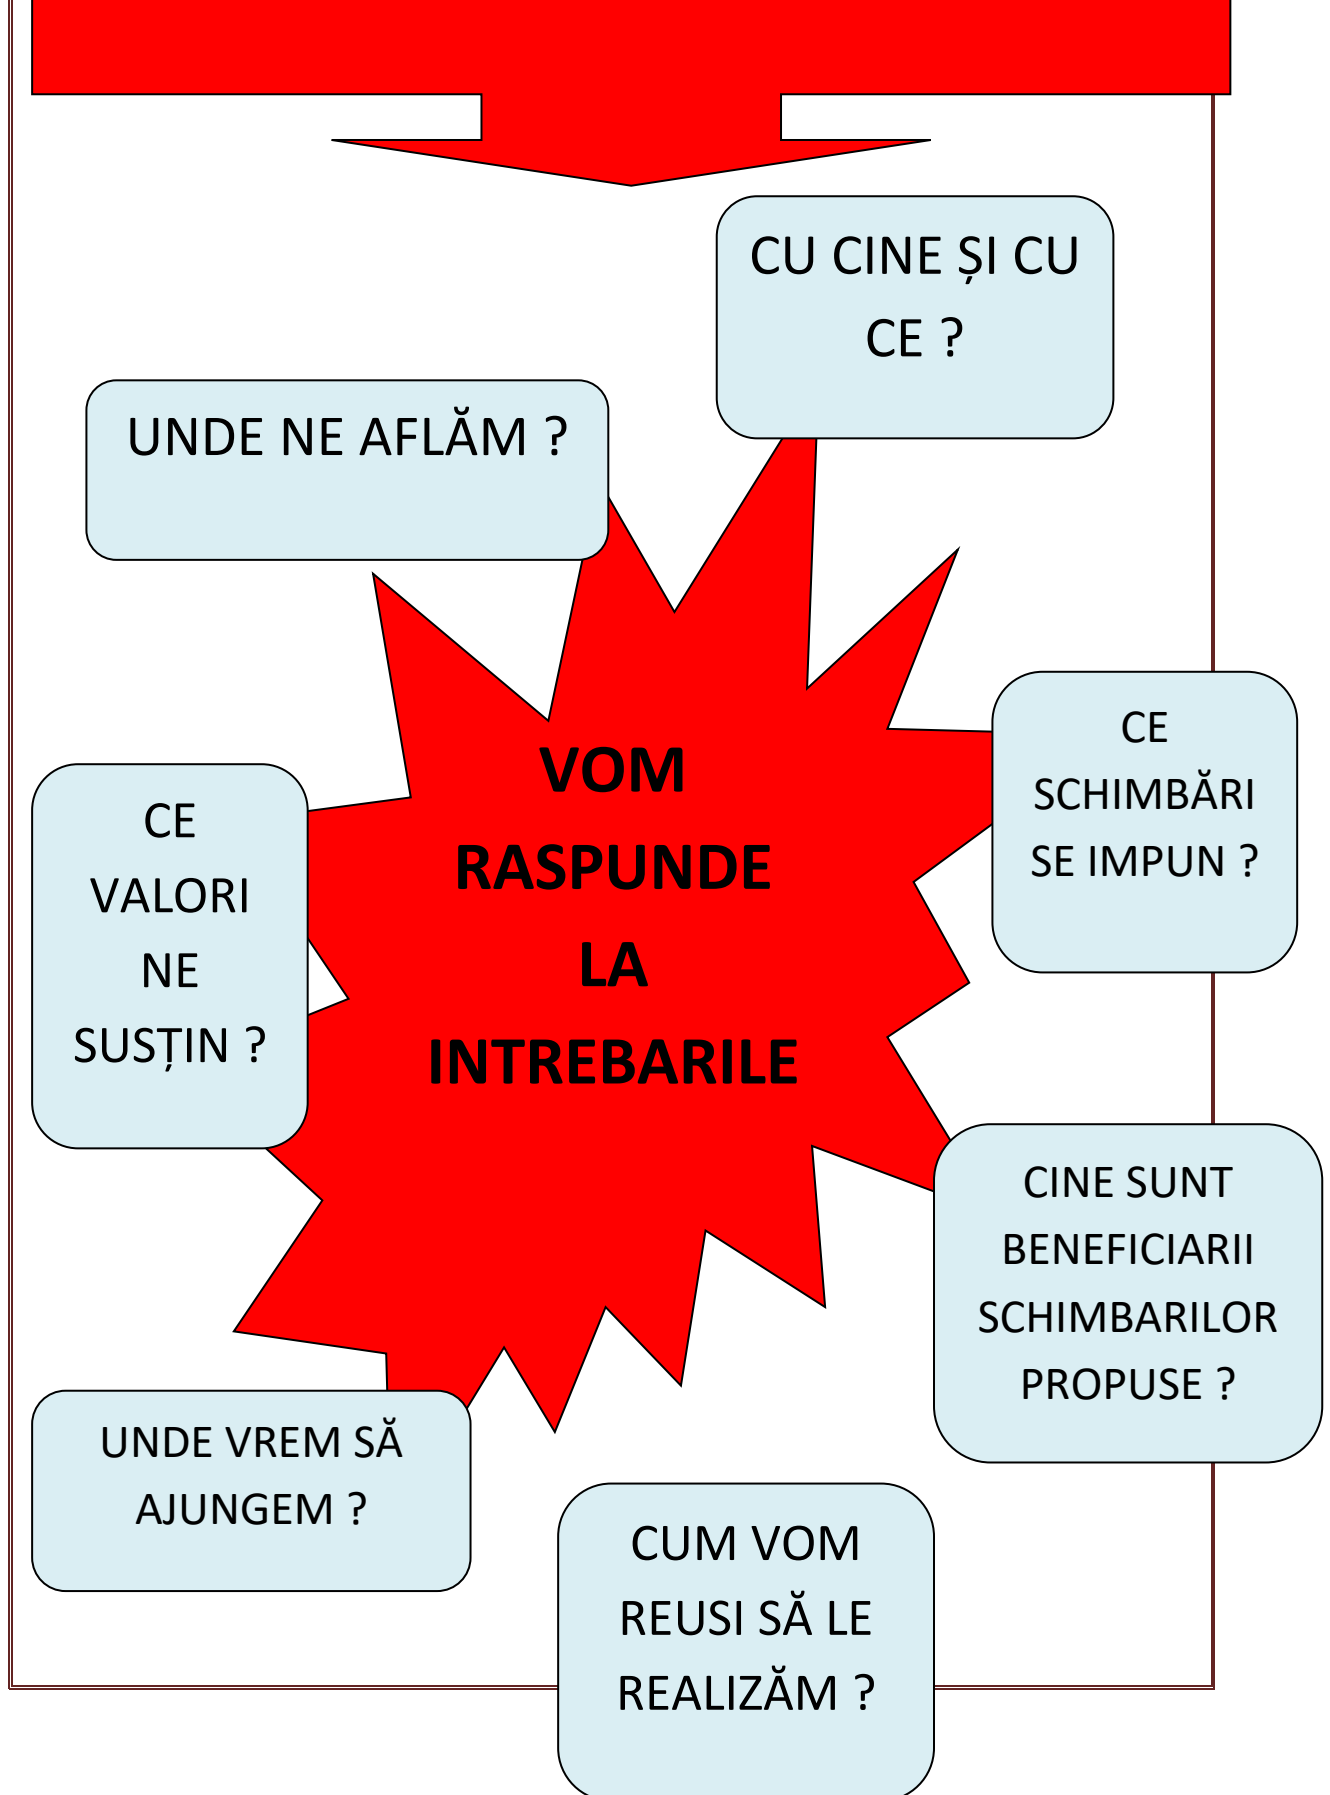 CU CINE ȘI CU
CE ?
UNDE NE AFLĂM ?
CE
SCHIMBĂRI
SE IMPUN ?
VOM
RASPUNDE
LA
INTREBARILE
CE
VALORI
NE
SUSȚIN ?
CINE SUNT
BENEFICIARII
SCHIMBARILOR
PROPUSE ?
UNDE VREM SĂ
AJUNGEM ?
CUM VOM
REUSI SĂ LE
REALIZĂM ?